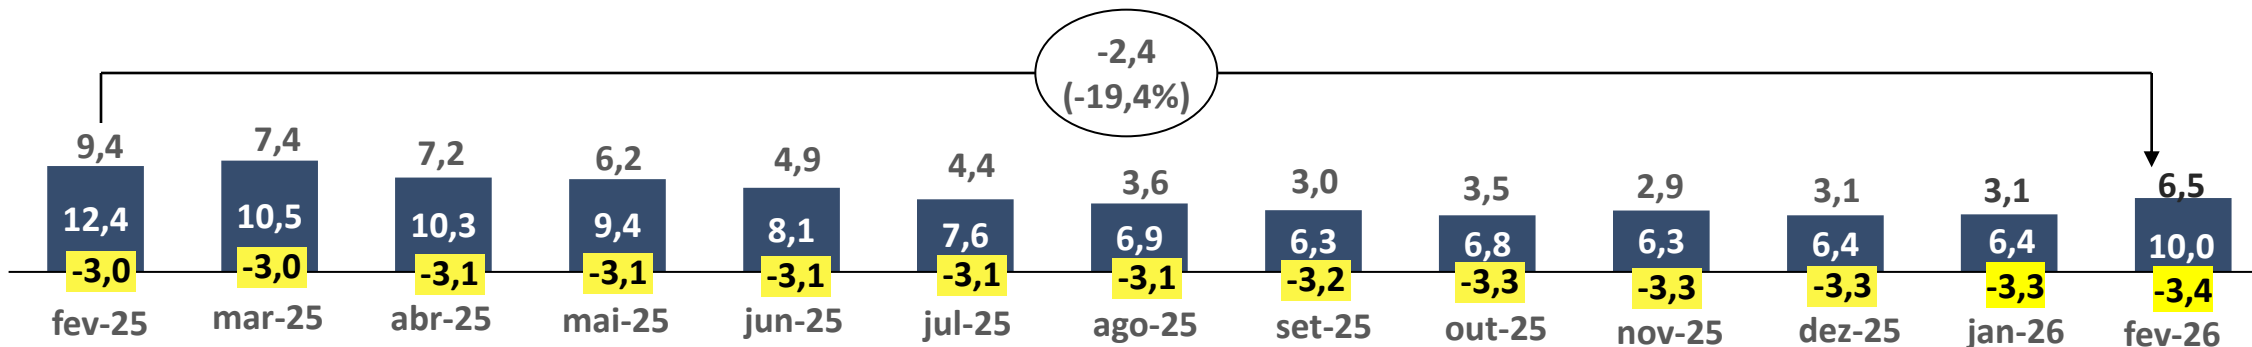 -2,4
(-19,4%)
9,4 7,4 7,2 6,2 4,9 4,4 3,6 3,0 3,5 2,9 3,1 3,1 6,5
12,4 10,5 10,3 9,4 8,1 7,6 6,9 6,3 6,8 6,3 6,4 6,4 10,0
-3,0 -3,0 -3,1 -3,1 -3,1 -3,1 -3,1 -3,2 -3,3 -3,3 -3,3 -3,3 -3,4
fev-25 mar-25 abr-25 mai-25 jun-25 jul-25 ago-25 set-25 out-25 nov-25 dez-25 jan-26 fev-26